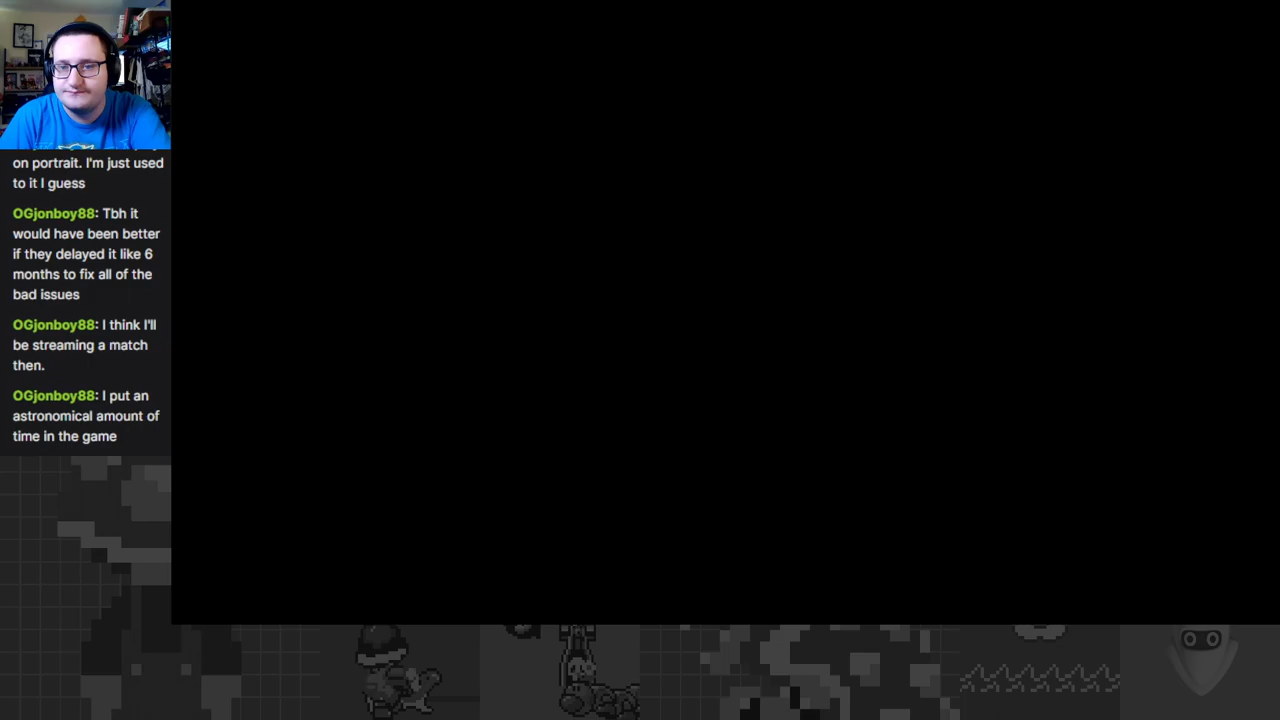 on portrait. I'm just used
to it I guess
OGjonboy88: Tbh it
would have been better
if they delayed it like 6
months to fix all of the
bad issues
OGjonboy88: I think I'll
be streaming a match
then.
OGjonboy88: I put an
astronomical amount of
time in the game